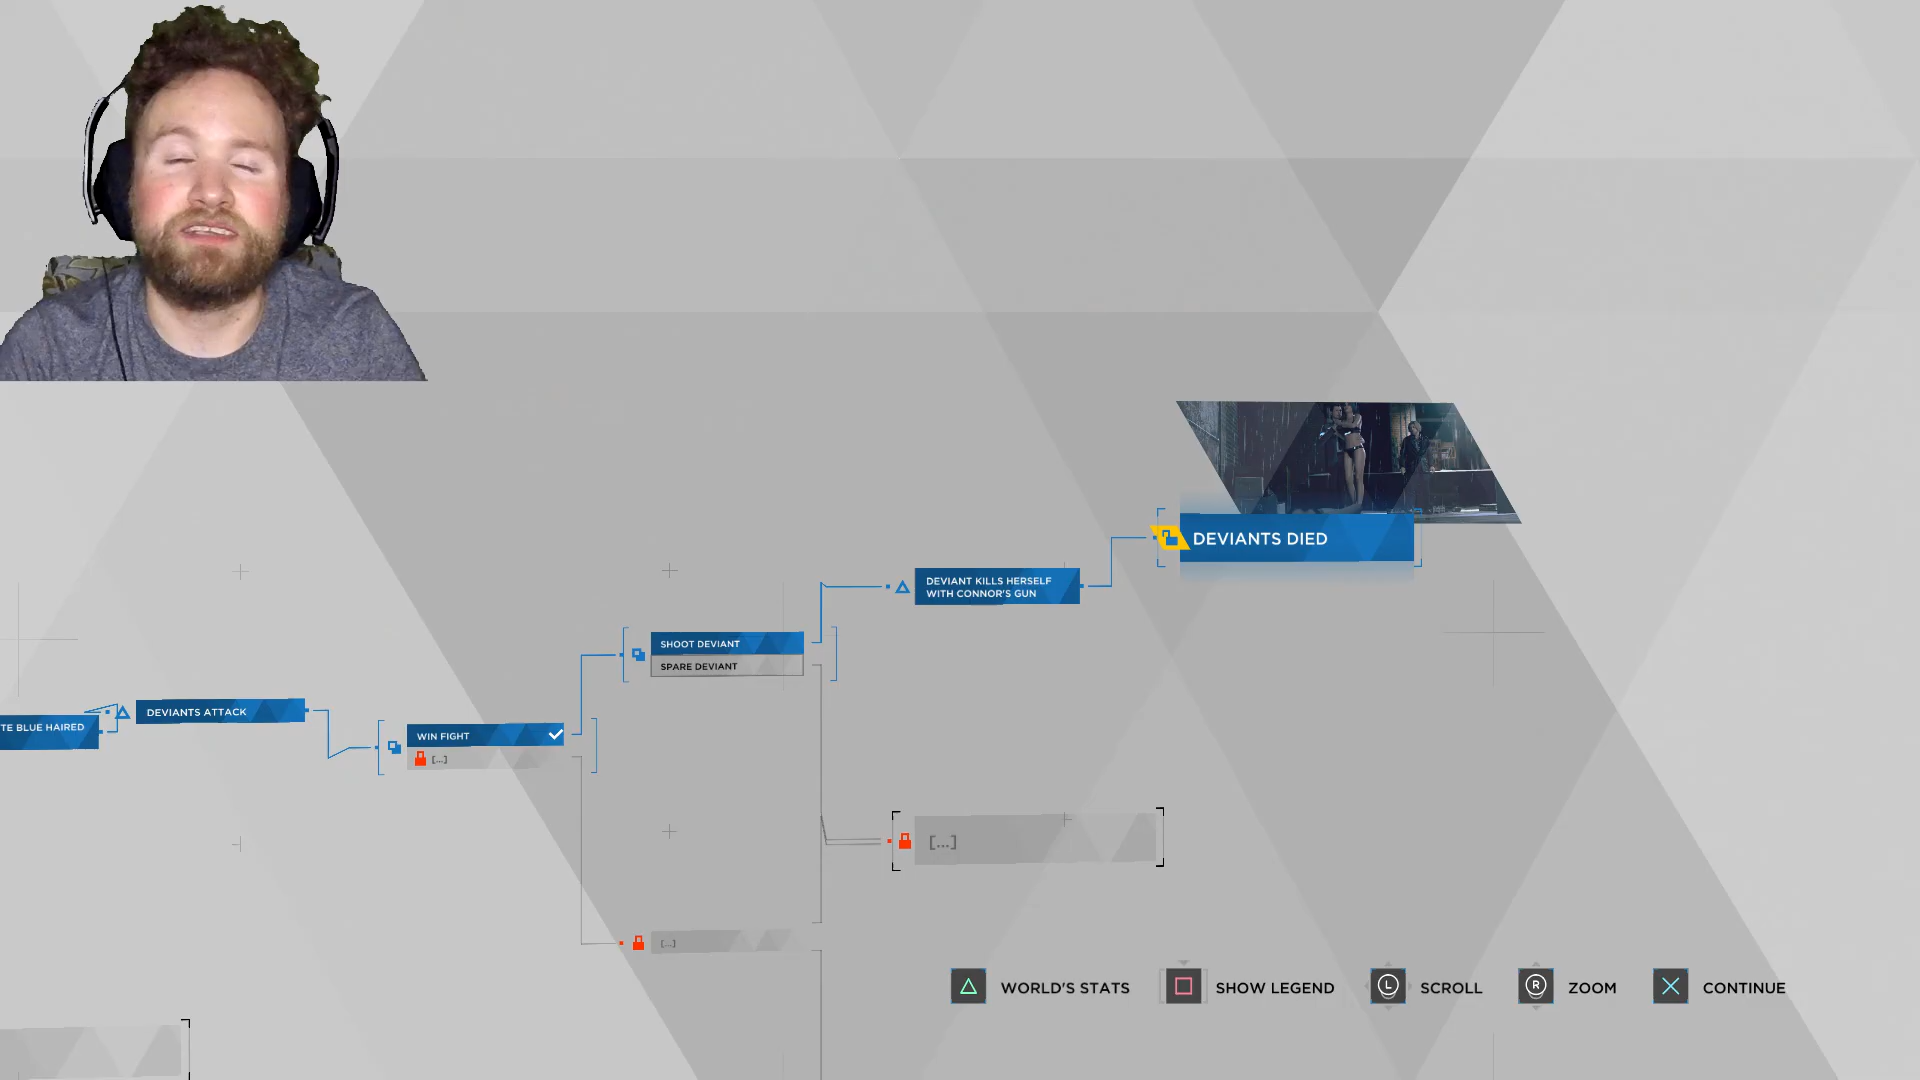 DEVIANTS DIED
DEVIANT KILLS HERSELF
WITH CONNOR'S GUN
SHOOT DEVIANT
SPARE DEVIANT
DEVIANTS ATTACK
TE BLUE HAIRED
WIN FIGHT
[...]
[...]
[...]
WORLD'S STATS
SHOW LEGEND
L
SCROLL
R
ZOOM
CONTINUE